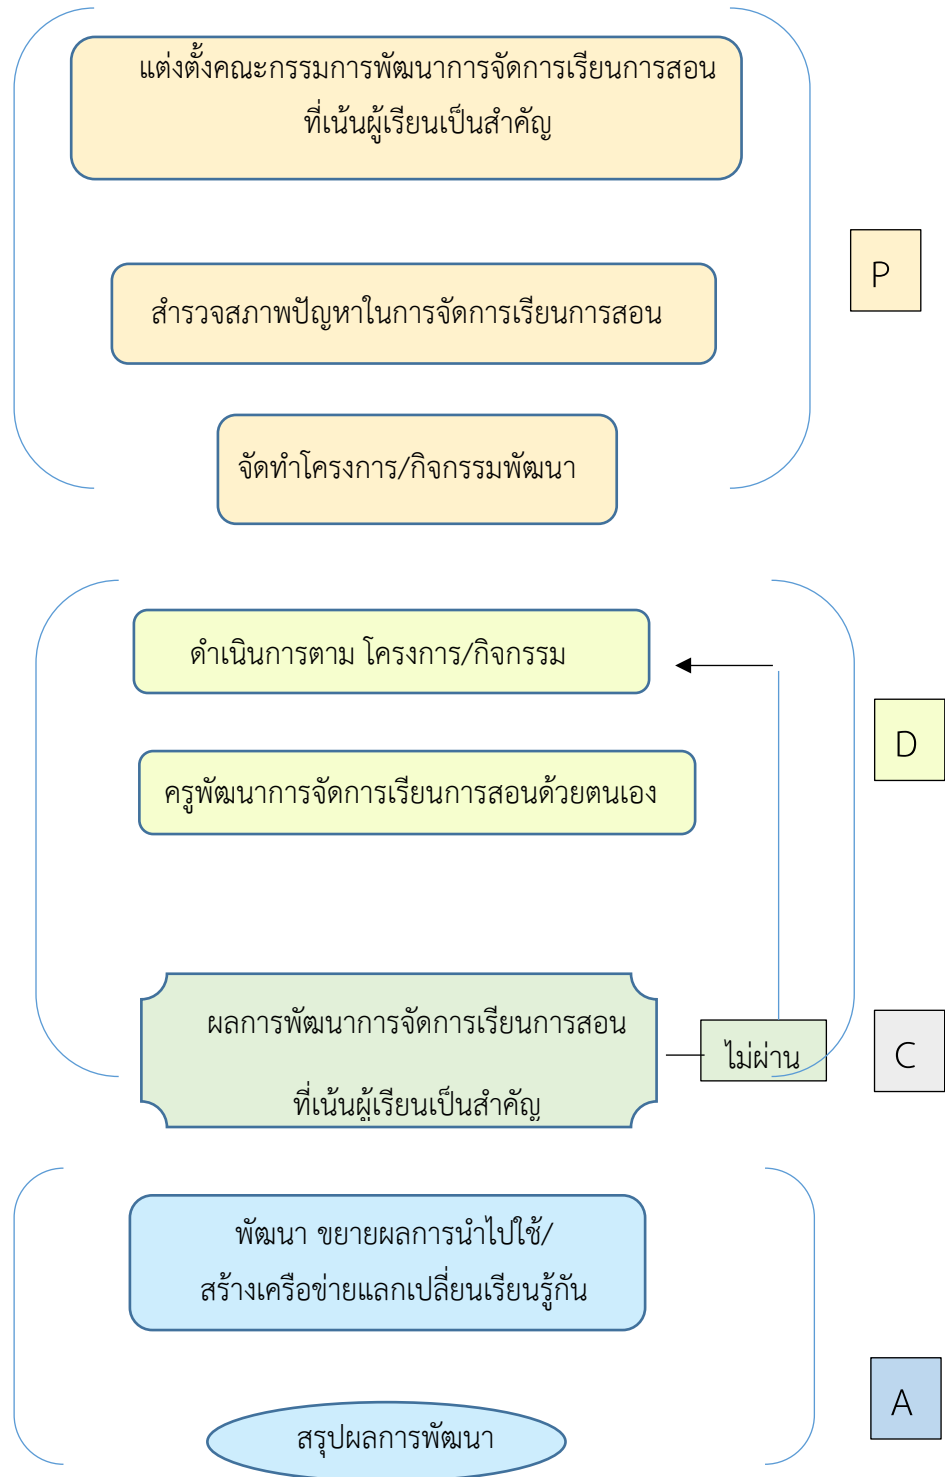 แต่งตั้งคณะกรรมการพัฒนาการจัดการเรียนการสอน
ที่เน้นผู้เรียนเป็นสำคัญ
P
สำรวจสภาพปัญหาในการจัดการเรียนการสอน
จัดทำโครงการ/กิจกรรมพัฒนา
ดำเนินการตาม โครงการ/กิจกรรม
D
ครูพัฒนาการจัดการเรียนการสอนด้วยตนเอง
ผลการพัฒนาการจัดการเรียนการสอน
ที่เน้นผู้เรียนเป็นสำคัญ
ไม่ผ่าน
C
พัฒนา ขยายผลการนำไปใช้/
สร้างเครือข่ายแลกเปลี่ยนเรียนรู้กัน
A
สรุปผลการพัฒนา